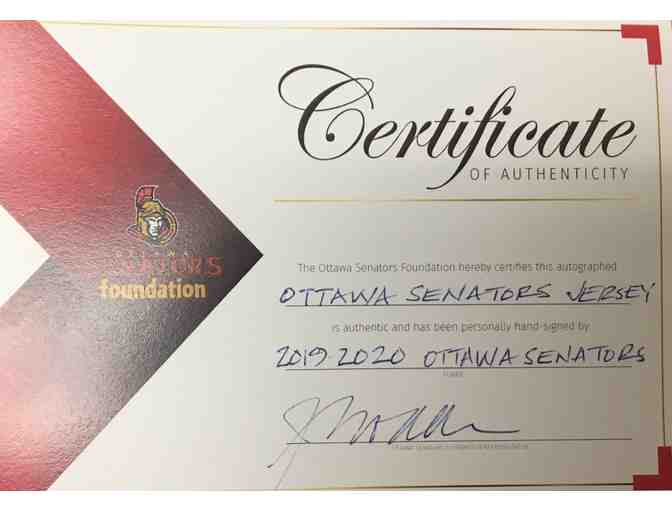 Certificate
OF AUTHENTICITY
SENATORS
foundation
The Ottawa Senators Foundation hereby certifies this autographed
OTTAWA SENATORS JERSEY
is authentic and has been personally hand-signed by
2019-2020 OTTAWA SENATORS